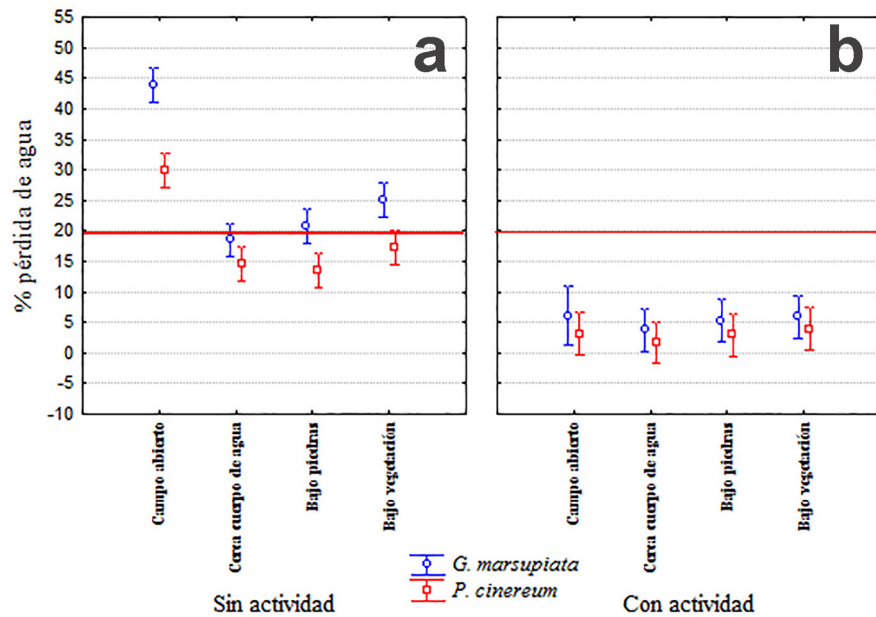 a
b
% pérdida de agua
55
50
45
40
35
30
25
20
15
10
5
0
-5
-10
Campo abierto
Cerca cuerpo de agua
Bajo piedras
Bajo vegetación
Campo abierto
Cerca cuerpo de agua
Bajo piedras
Bajo vegetación
G. marsupiata
P. cinereum
Sin actividad
Con actividad